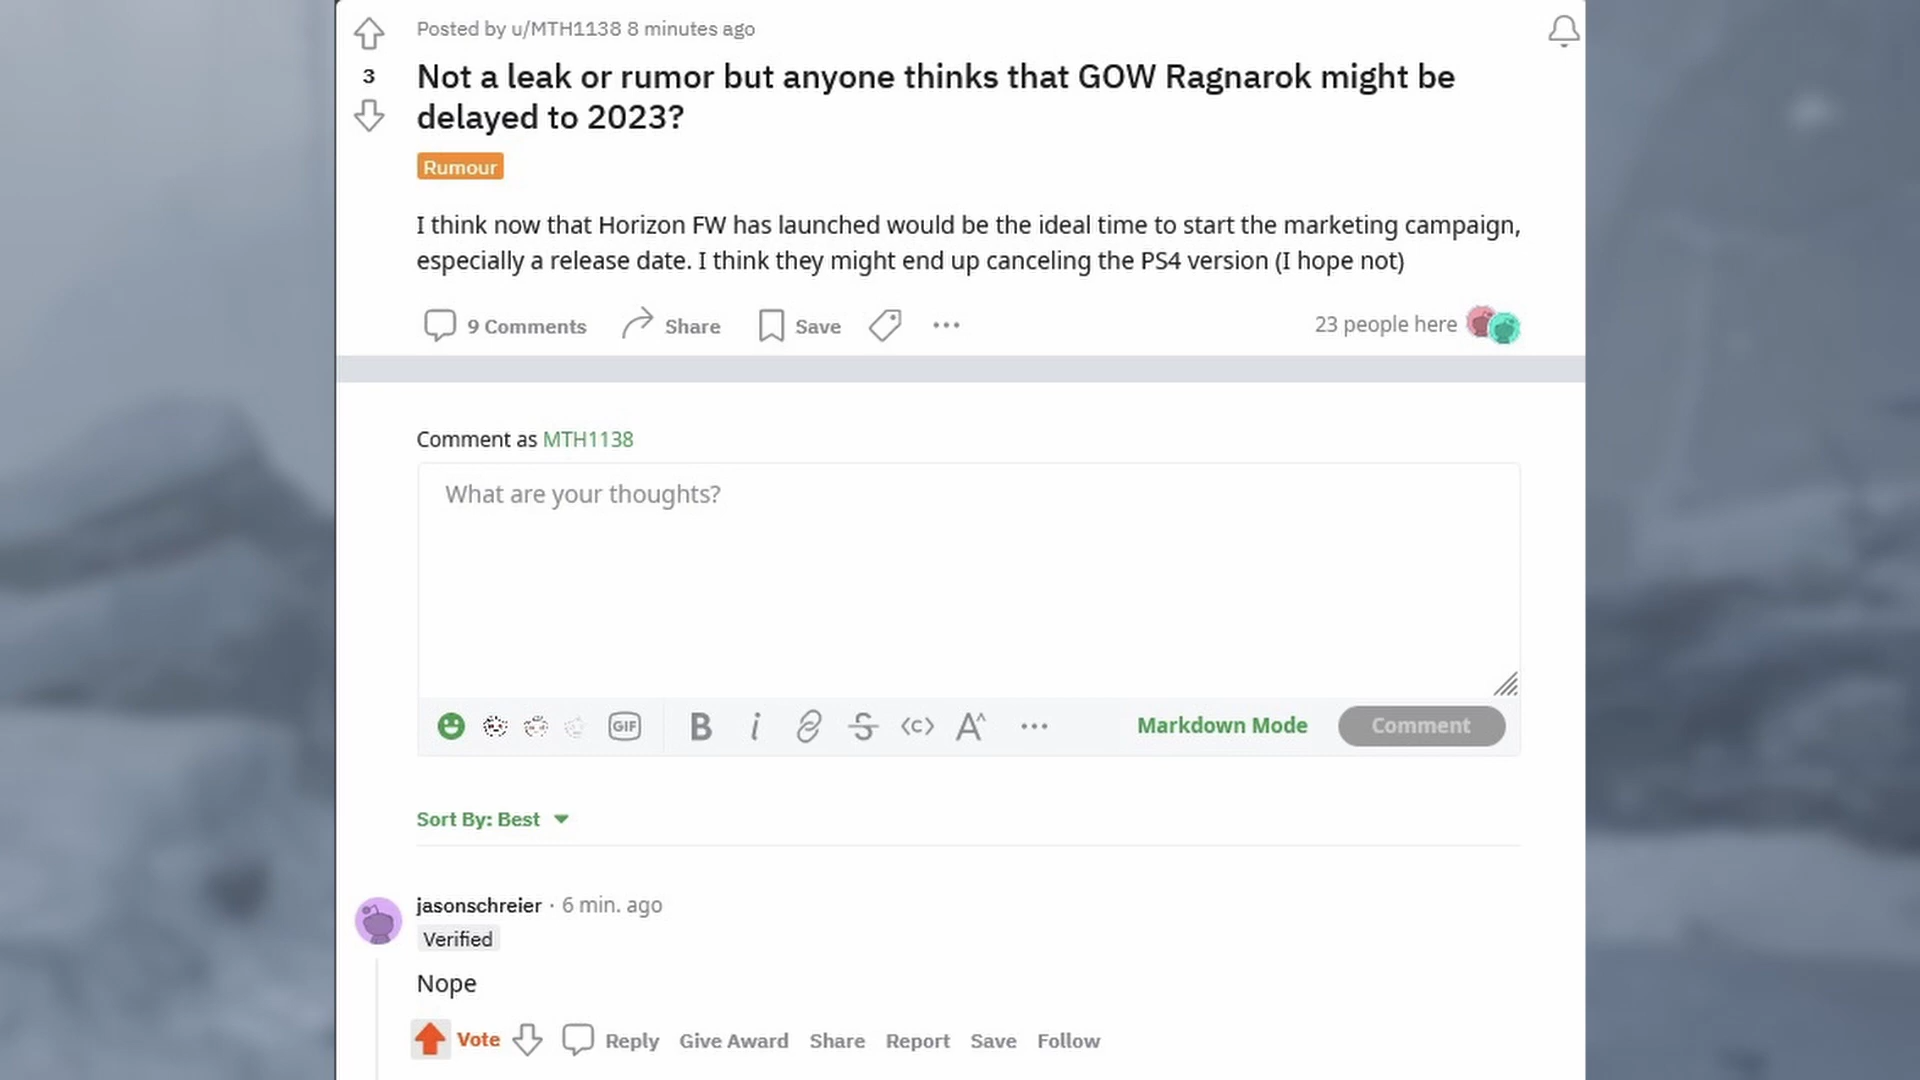 Posted by u/MTH1138 8 minutes ago
3
Not a leak or rumor but anyone thinks that GOW Ragnarok might be
delayed to 2023?
Rumour
I think now that Horizon FW has launched would be the ideal time to start the marketing campaign,
especially a release date. I think they might end up canceling the PS4 version (I hope not)
9 Comments Share Save 23 people here
Comment as MTH1138
What are your thoughts?
GIF B i S <c> A^ Markdown Mode Comment
Sort By: Best
jasonschreier · 6 min. ago
Verified
Nope
Vote Reply Give Award Share Report Save Follow